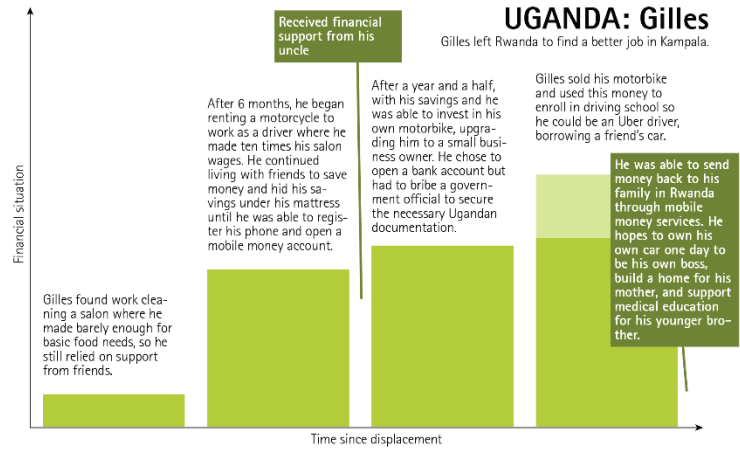 UGANDA: Gilles
Gilles left Rwanda to find a better job in Kampala.
Financial situation
Gilles found work clea-
ning a salon where he
made barely enough for
basic food needs, so he
still relied on support
from friends.
After 6 months, he began
renting a motorcycle to
work as a driver where he
made ten times his salon
wages. He continued
living with friends to save
money and hid his sa-
vings under his mattress
until he was able to regis-
ter his phone and open a
mobile money account.
Received financial
support from his
uncle
After a year and a half,
with his savings and he
was able to invest in his
own motorbike, upgra-
ding him to a small busi-
ness owner. He chose to
open a bank account but
had to bribe a govern-
ment official to secure
the necessary Ugandan
documentation.
Gilles sold his motorbike
and used this money to
enroll in driving school so
he could be an Uber driver,
borrowing a friend's car.
He was able to send
money back to his
family in Rwanda
through mobile
money services. He
hopes to own his
own car one day to
be his own boss,
build a home for his
mother, and support
medical education
for his younger bro-
ther.
Time since displacement